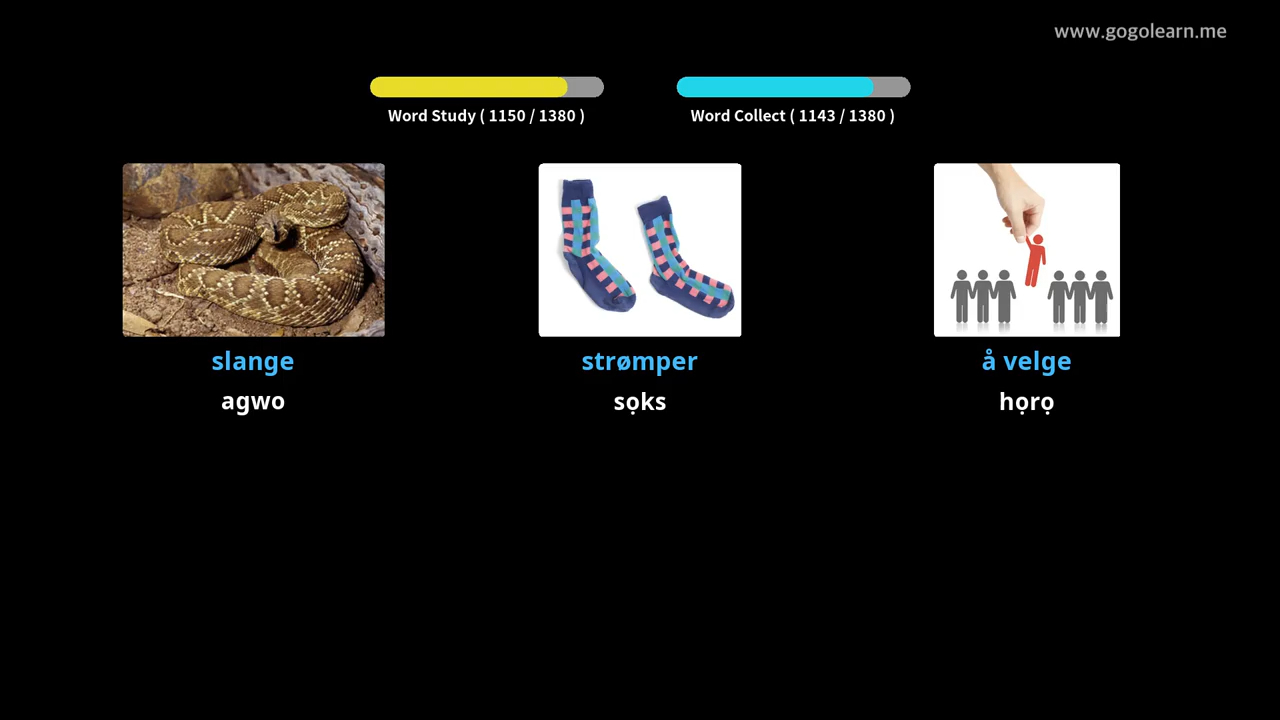 www.gogolearn.me
Word Study ( 1150 / 1380 )
Word Collect ( 1143 / 1380 )
slange
agwo
strømper
sọks
å velge
họrọ